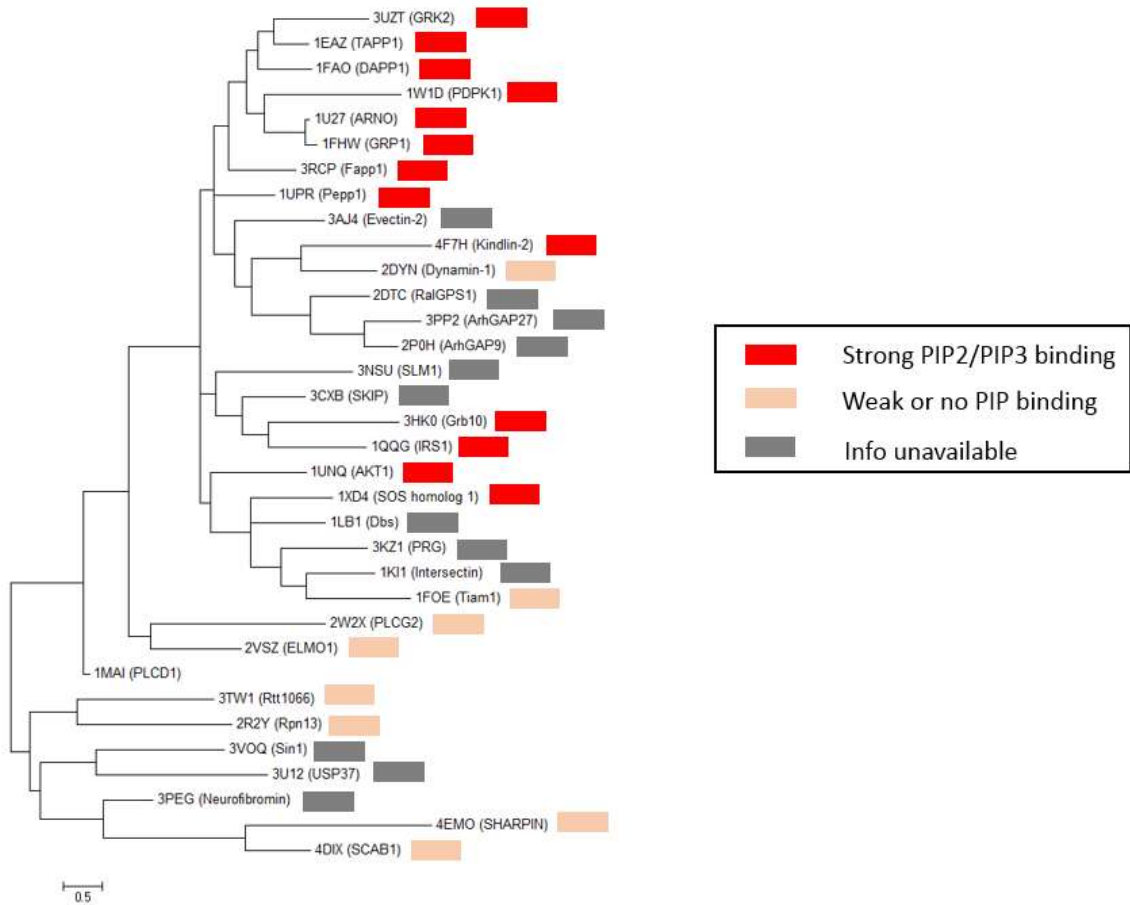 3UZT (GRK2)
1EAZ (TAPP1)
1FAO (DAPP1)
1W1D (PDPK1)
1U27 (ARNO)
1FHW (GRP1)
3RCP (Fapp1)
1UPR (Pepp1)
3AJ4 (Evectin-2)
4F7H (Kindlin-2)
2DYN (Dynamin-1)
2DTC (RalGPS1)
3PP2 (ArhGAP27)
2P0H (ArhGAP9)
3NSU (SLM1)
3CXB (SKIP)
3HK0 (Grb10)
1QQG (IRS1)
1UNQ (AKT1)
1XD4 (SOS homolog 1)
1LB1 (Dbs)
3KZ1 (PRG)
1KI1 (Intersectin)
1FOE (Tiam1)
2W2X (PLCG2)
2VSZ (ELMO1)
1MAI (PLCD1)
3TW1 (Rtt1066)
2R2Y (Rpn13)
3VOQ (Sin1)
3U12 (USP37)
3PEG (Neurofibromin)
4EMO (SHARPIN)
4DIX (SCAB1)
0.5
Strong PIP2/PIP3 binding
Weak or no PIP binding
Info unavailable